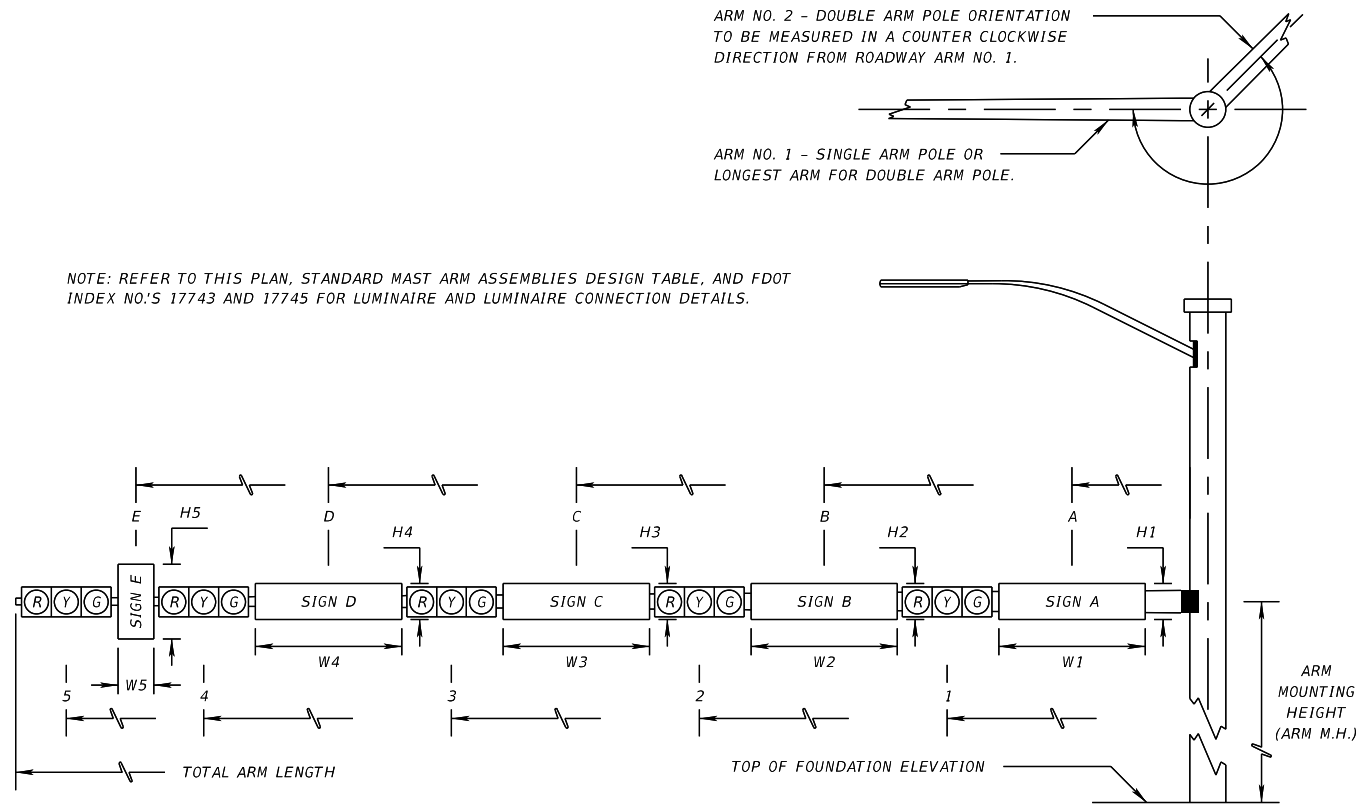 ARM NO. 2 - DOUBLE ARM POLE ORIENTATION
TO BE MEASURED IN A COUNTER CLOCKWISE
DIRECTION FROM ROADWAY ARM NO. 1.
ARM NO. 1 - SINGLE ARM POLE OR
LONGEST ARM FOR DOUBLE ARM POLE.
NOTE: REFER TO THIS PLAN, STANDARD MAST ARM ASSEMBLIES DESIGN TABLE, AND FDOT
INDEX NO.'S 17743 AND 17745 FOR LUMINAIRE AND LUMINAIRE CONNECTION DETAILS.
E D C B A
H5 H4 H3 H2 H1
R Y G SIGN E R Y G SIGN D R Y G SIGN C R Y G SIGN B R Y G SIGN A
W5 W4 W3 W2 W1
5 4 3 2 1
ARM
MOUNTING
HEIGHT
(ARM M.H.)
TOTAL ARM LENGTH
TOP OF FOUNDATION ELEVATION